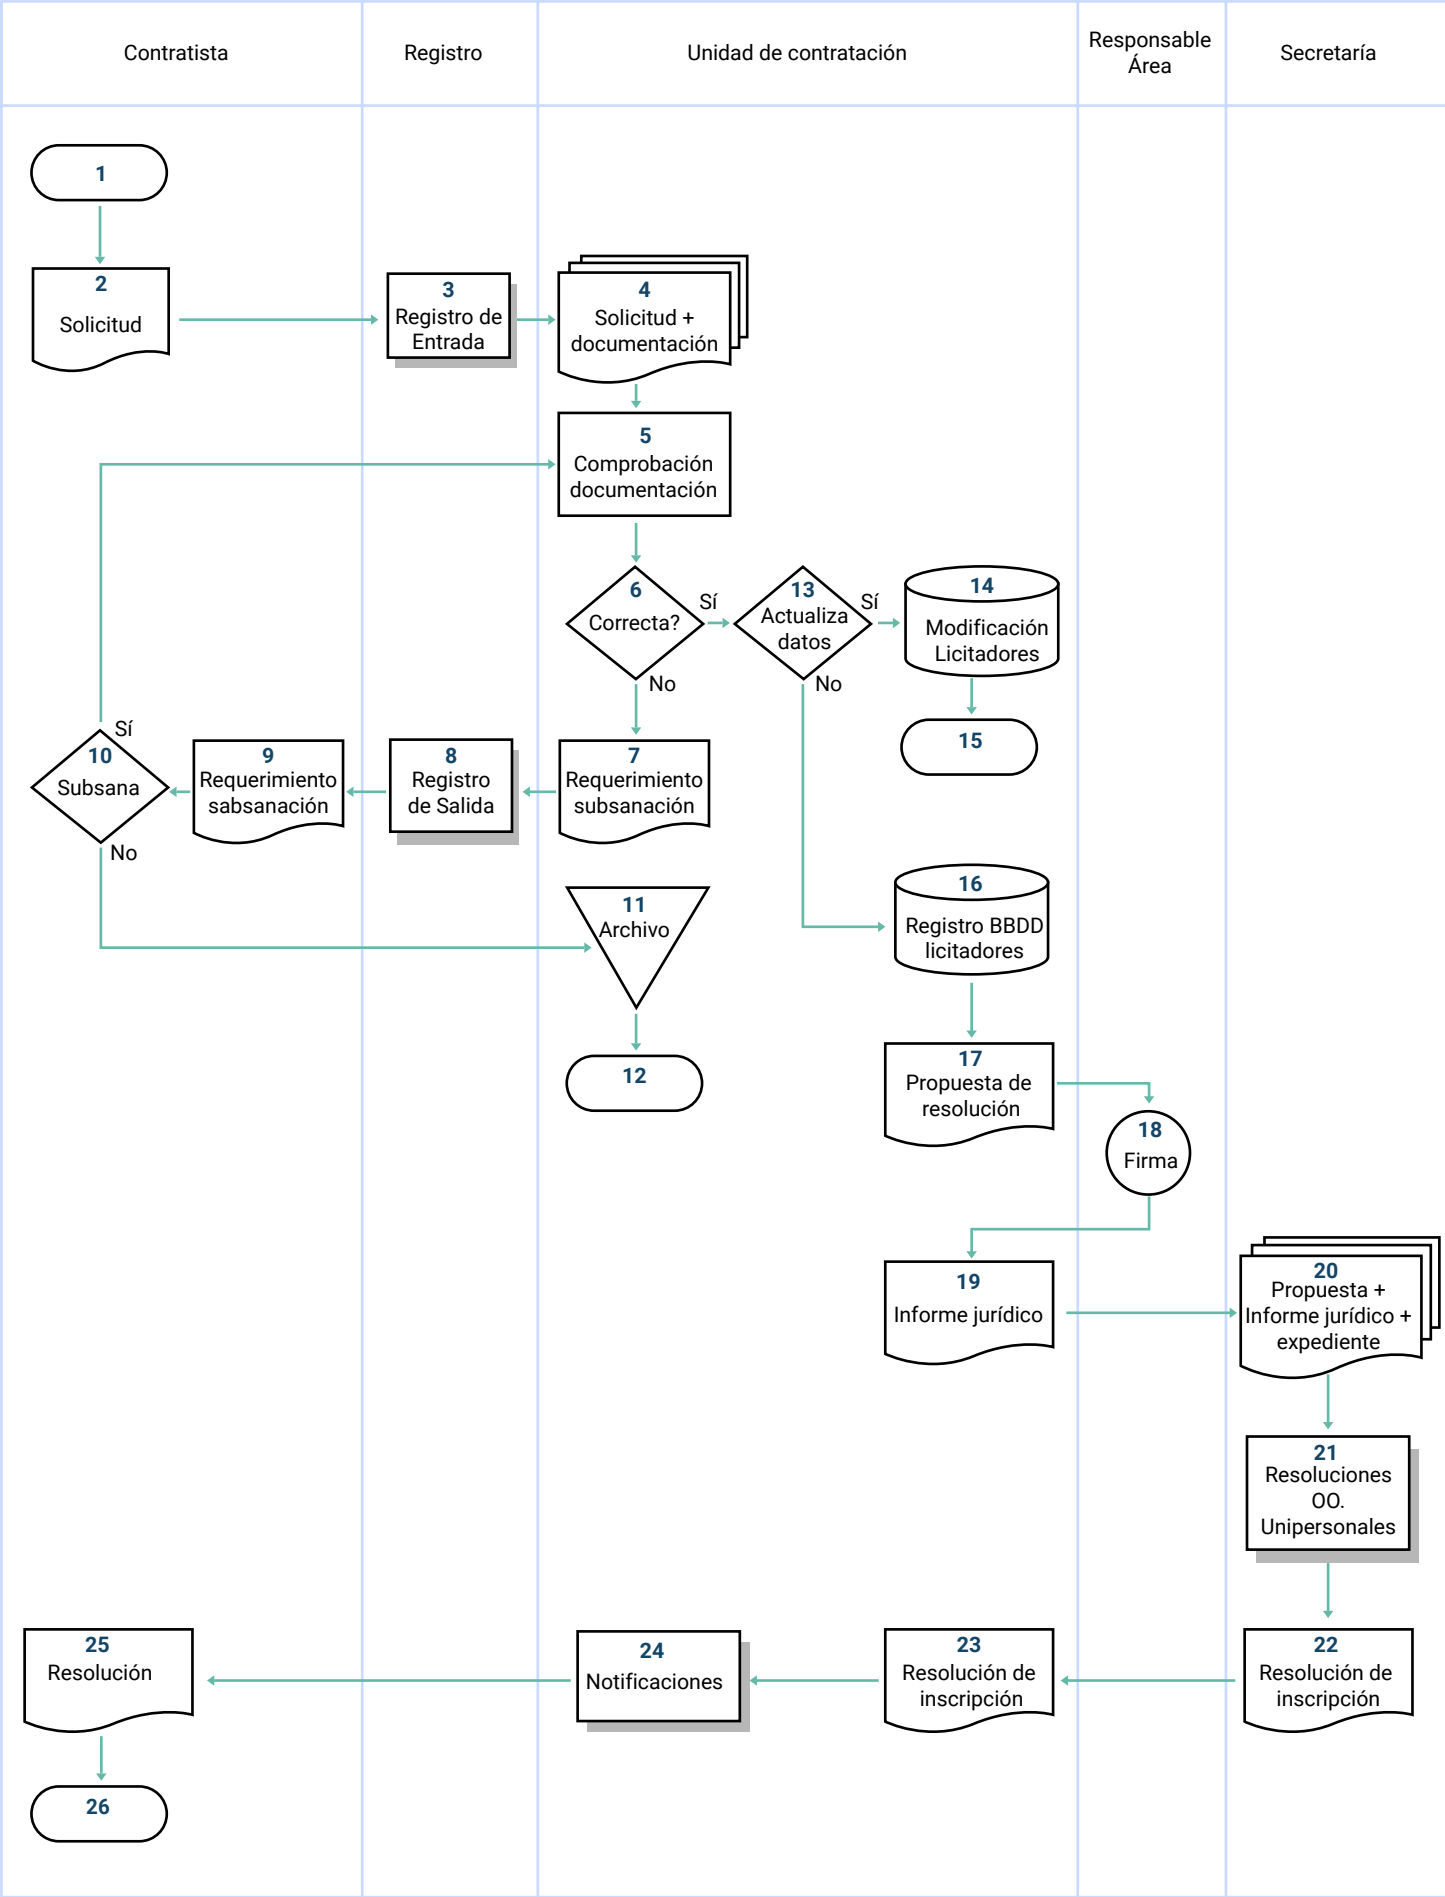 Contratista
Registro
Unidad de contratación
Responsable
Área
Secretaría
1
2
Solicitud
3
Registro de
Entrada
4
Solicitud +
documentación
5
Comprobación
documentación
6
Correcta?
Sí
No
13
Actualiza
datos
Sí
No
14
Modificación
Licitadores
15
Sí
10
Subsana
No
9
Requerimiento
sabsanación
8
Registro
de Salida
7
Requerimiento
subsanación
11
Archivo
12
16
Registro BBDD
licitadores
17
Propuesta de
resolución
18
Firma
19
Informe jurídico
20
Propuesta +
Informe jurídico +
expediente
21
Resoluciones
OO.
Unipersonales
25
Resolución
24
Notificaciones
23
Resolución de
inscripción
22
Resolución de
inscripción
26